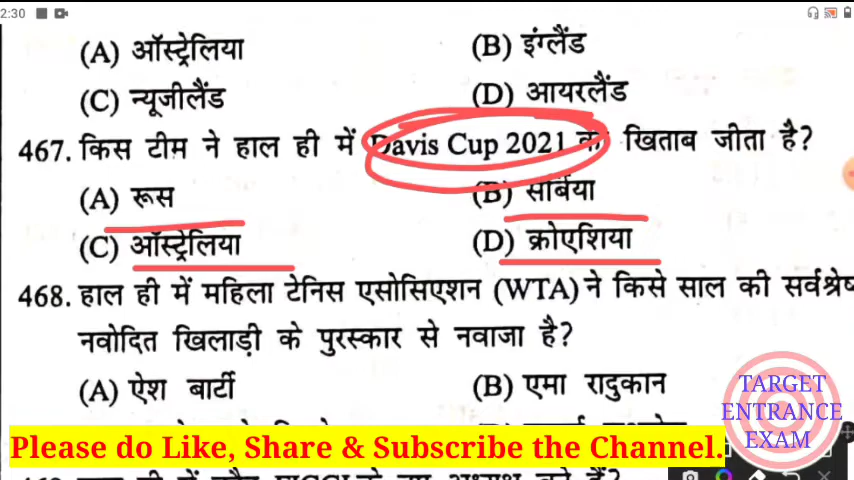 2:30
(A) ऑस्ट्रेलिया (B) इंग्लैंड
(C) न्यूजीलैंड (D) आयरलैंड
467. किस टीम ने हाल ही में Davis Cup 2021 का खिताब जीता है?
(A) रूस (B) सर्बिया
(C) ऑस्ट्रेलिया (D) क्रोएशिया
468. हाल ही में महिला टेनिस एसोसिएशन (WTA) ने किसे साल की सर्वश्रेष्
नवोदित खिलाड़ी के पुरस्कार से नवाजा है?
(A) ऐश बार्टी (B) एमा रादुकान
TARGET
ENTRANCE
EXAM
Please do Like, Share & Subscribe the Channel.